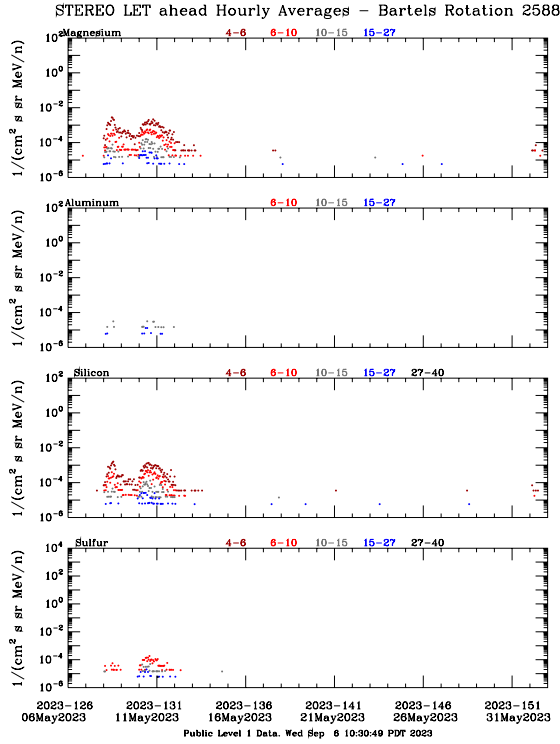 STEREO LET ahead Hourly Averages - Bartels Rotation 2588
Magnesium 4-6 6-10 10-15 15-27
10² 10⁰ 10⁻² 10⁻⁴ 10⁻⁶
1/(cm² s sr MeV/n)
Aluminum 6-10 10-15 15-27
10² 10⁰ 10⁻² 10⁻⁴ 10⁻⁶
1/(cm² s sr MeV/n)
Silicon 4-6 6-10 10-15 15-27 27-40
10² 10⁰ 10⁻² 10⁻⁴ 10⁻⁶
1/(cm² s sr MeV/n)
Sulfur 4-6 6-10 10-15 15-27 27-40
10⁴ 10² 10⁰ 10⁻² 10⁻⁴ 10⁻⁶
1/(cm² s sr MeV/n)
2023-126 2023-131 2023-136 2023-141 2023-146 2023-151
06May2023 11May2023 16May2023 21May2023 26May2023 31May2023
Public Level 1 Data. Wed Sep 6 10:30:49 PDT 2023